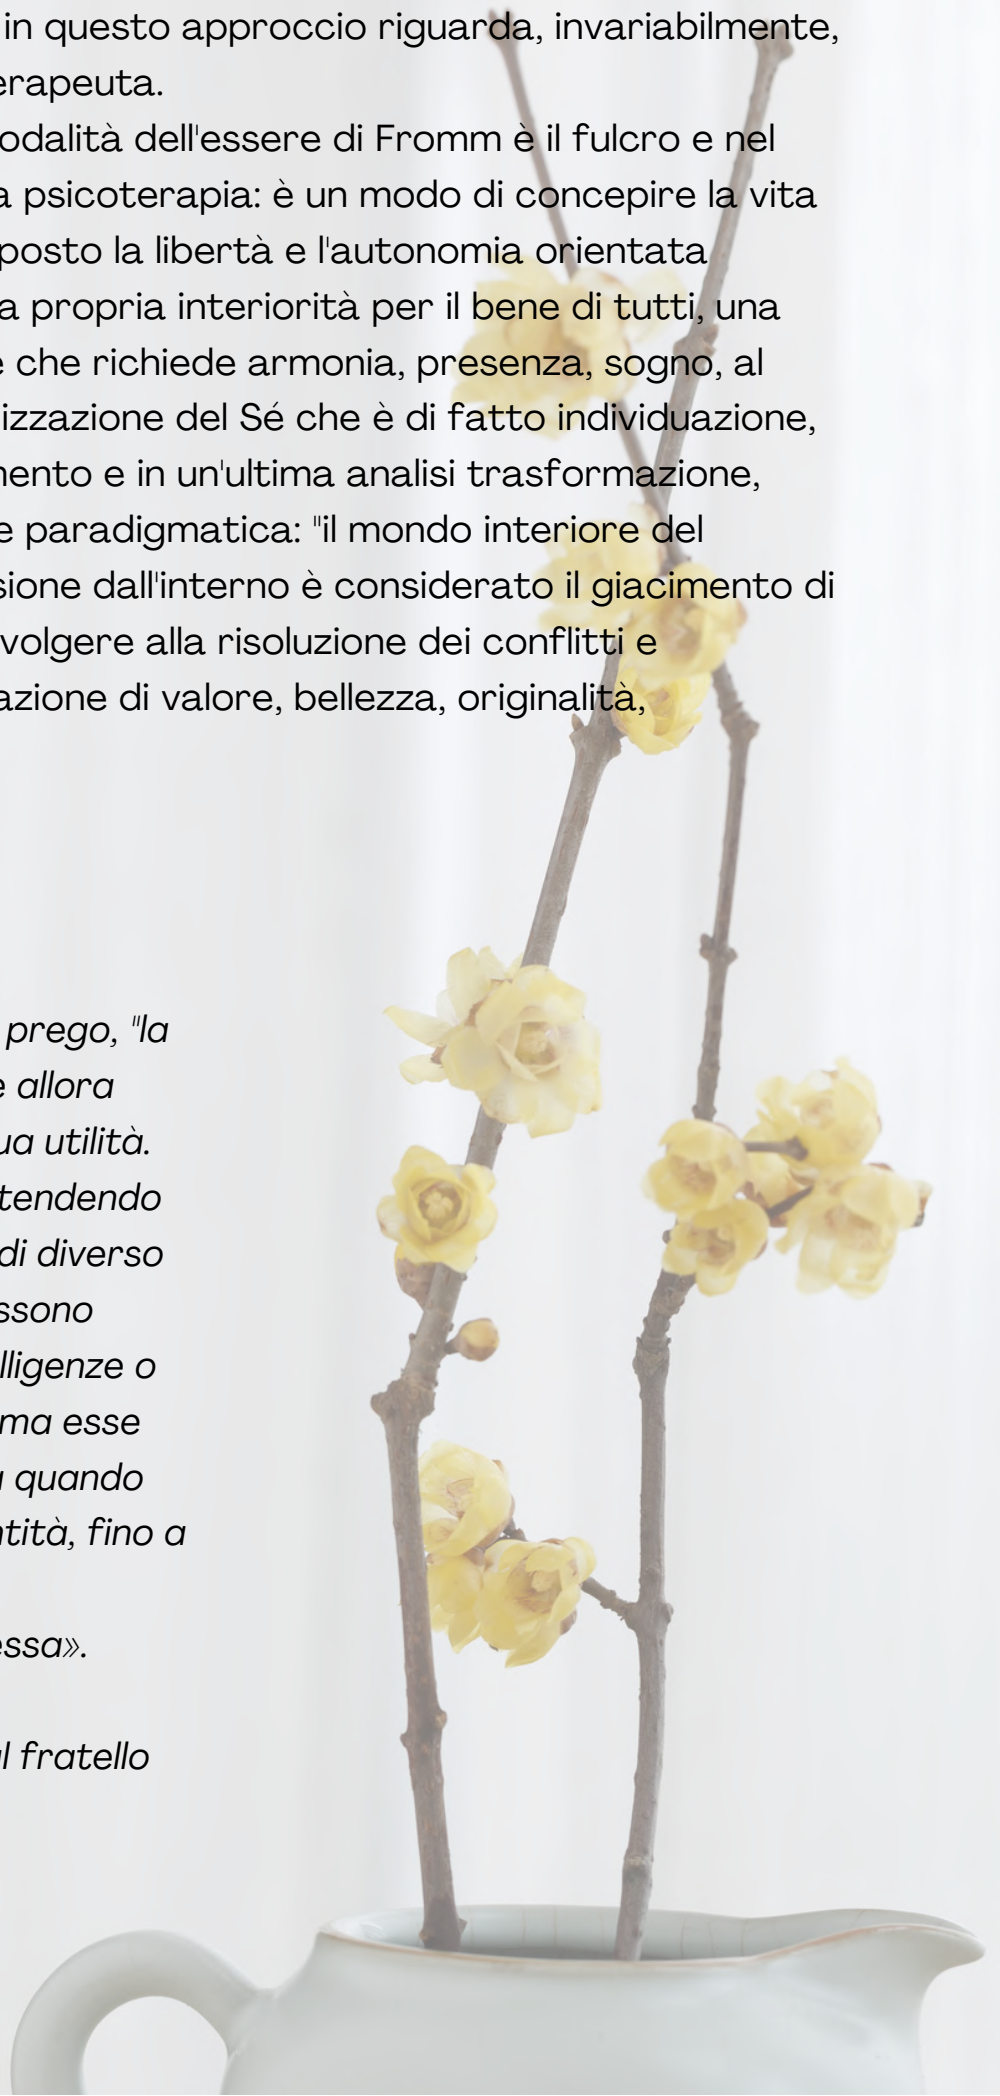 in questo approccio riguarda, invariabilmente,
erapeuta.
odalità dell'essere di Fromm è il fulcro e nel
a psicoterapia: è un modo di concepire la vita
posto la libertà e l'autonomia orientata
a propria interiorità per il bene di tutti, una
e che richiede armonia, presenza, sogno, al
izzazione del Sé che è di fatto individuazione,
mento e in un'ultima analisi trasformazione,
e paradigmatica: "il mondo interiore del
sione dall'interno è considerato il giacimento di
volgere alla risoluzione dei conflitti e
azione di valore, bellezza, originalità,
prego, "la
e allora
ua utilità.
tendendo
di diverso
ssono
lligenze o
ma esse
a quando
ntità, fino a
essa».
l fratello